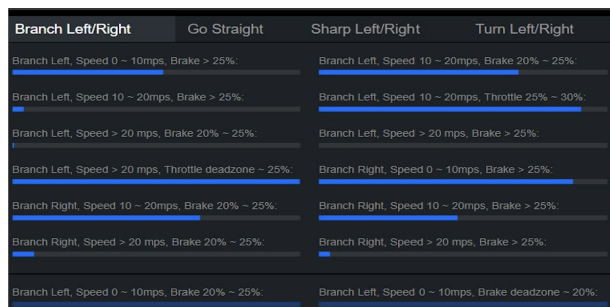 Branch Left/Right Go Straight Sharp Left/Right Turn Left/Right
Branch Left, Speed 0 ~ 10mps, Brake > 25%: Branch Left, Speed 10 ~ 20mps, Brake 20% ~ 25%:
Branch Left, Speed 10 ~ 20mps, Brake > 25%: Branch Left, Speed 10 ~ 20mps, Throttle 25% ~ 30%:
Branch Left, Speed > 20 mps, Brake 20% ~ 25%: Branch Left, Speed > 20 mps, Brake > 25%:
Branch Left, Speed > 20 mps, Throttle deadzone ~ 25%: Branch Right, Speed 0 ~ 10mps, Brake > 25%:
Branch Right, Speed 10 ~ 20mps, Brake 20% ~ 25%: Branch Right, Speed 10 ~ 20mps, Brake > 25%:
Branch Right, Speed > 20 mps, Brake 20% ~ 25%: Branch Right, Speed > 20 mps, Brake > 25%:
Branch Left, Speed 0 ~ 10mps, Brake 20% ~ 25%: Branch Left, Speed 0 ~ 10mps, Brake deadzone ~ 20%: